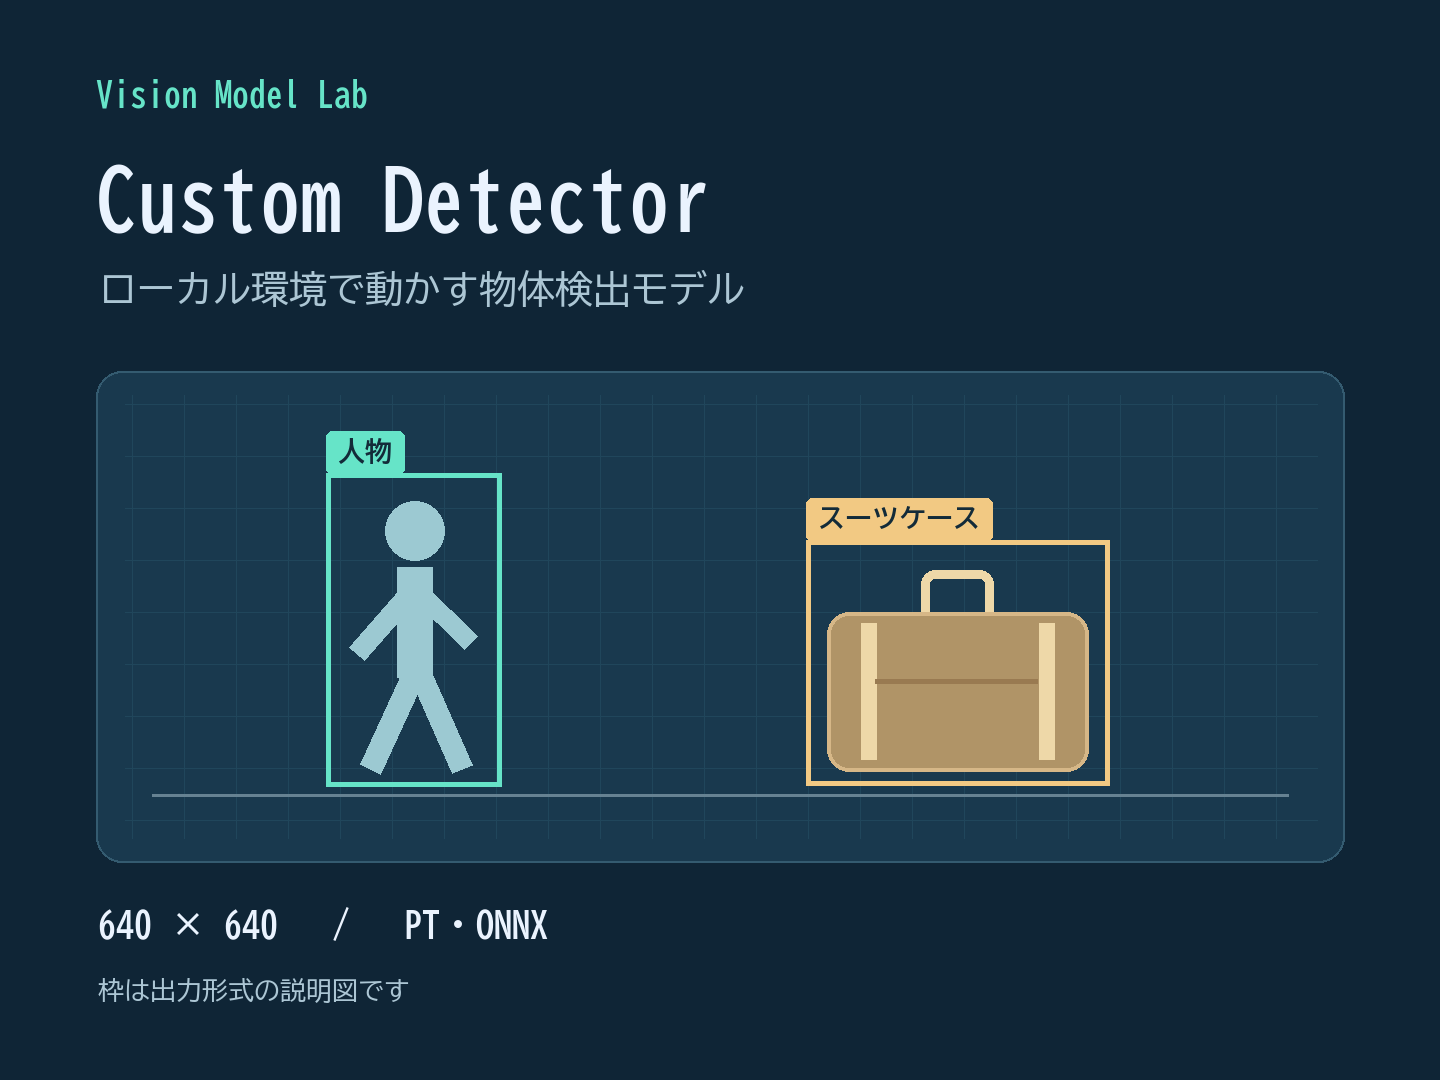 Vision Model Lab
Custom Detector
ローカル環境で動かす物体検出モデル
人物
スーツケース
640 × 640 / PT・ONNX
枠は出力形式の説明図です